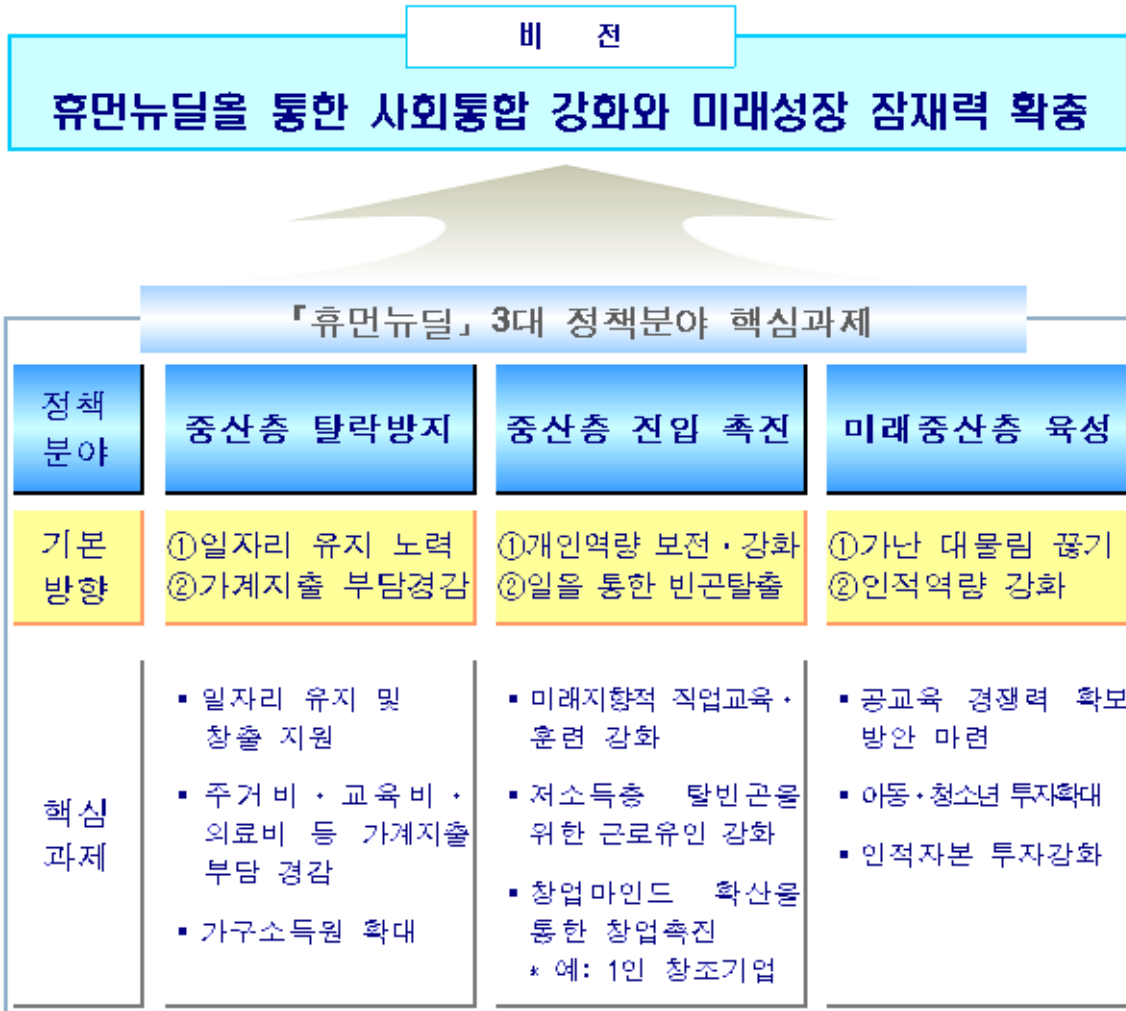 비 전
휴먼뉴딜을 통한 사회통합 강화와 미래성장 잠재력 확충
『휴먼뉴딜』 3대 정책분야 핵심과제
정책
분야
중산층 탈락방지
중산층 진입 촉진
미래중산층 육성
기본
방향
①일자리 유지 노력
②가계지출 부담경감
①개인역량 보전·강화
②일을 통한 빈곤탈출
①가난 대물림 끊기
②인적역량 강화
핵심
과제
▪ 일자리 유지 및
창출 지원
▪ 주거비·교육비·
의료비 등 가계지출
부담 경감
▪ 가구소득원 확대
▪ 미래지향적 직업교육·
훈련 강화
▪ 저소득층 탈빈곤을
위한 근로유인 강화
▪ 창업마인드 확산을
통한 창업촉진
* 예: 1인 창조기업
▪ 공교육 경쟁력 확보
방안 마련
▪ 아동·청소년 투자확대
▪ 인적자본 투자강화